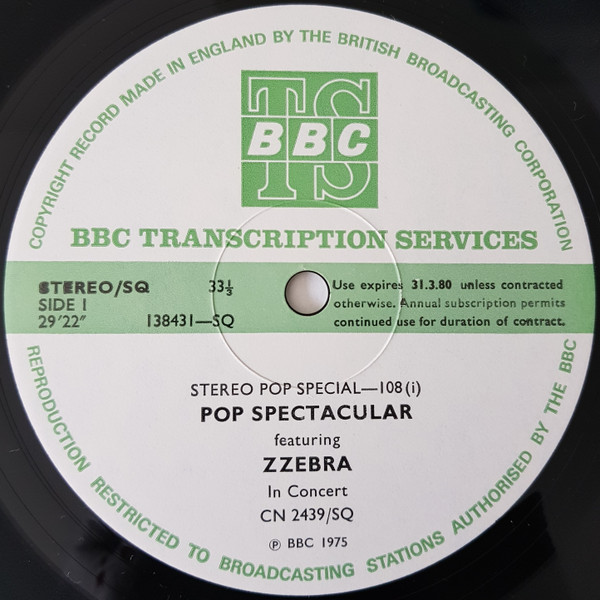 COPYRIGHT RECORD MADE IN ENGLAND BY THE BRITISH BROADCASTING CORPORATION
TS
BBC
BBC TRANSCRIPTION SERVICES
STEREO/SQ 33⅓
SIDE 1
29′22″ 138431—SQ
Use expires 31.3.80 unless contracted
otherwise. Annual subscription permits
continued use for duration of contract.
STEREO POP SPECIAL—108 (i)
POP SPECTACULAR
featuring
ZZEBRA
In Concert
CN 2439/SQ
℗ BBC 1975
REPRODUCTION RESTRICTED TO BROADCASTING STATIONS AUTHORISED BY THE BBC